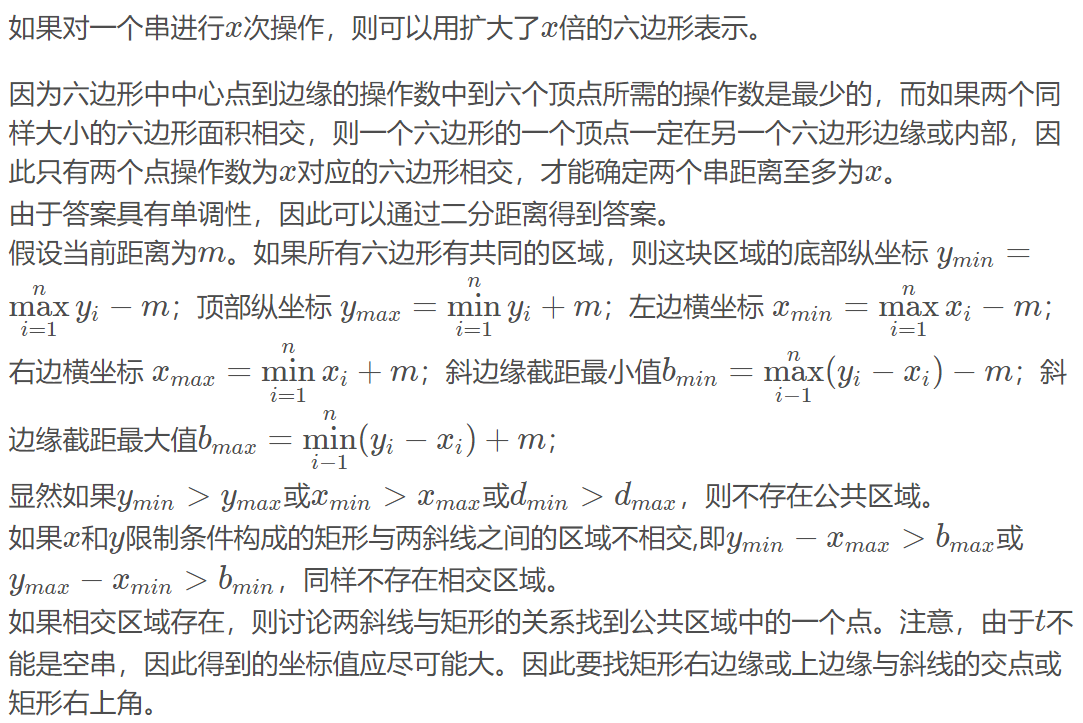 如果对一个串进行x次操作，则可以用扩大了x倍的六边形表示。
因为六边形中中心点到边缘的操作数中到六个顶点所需的操作数是最少的，而如果两个同
样大小的六边形面积相交，则一个六边形的一个顶点一定在另一个六边形边缘或内部，因
此只有两个点操作数为x对应的六边形相交，才能确定两个串距离至多为x。
由于答案具有单调性，因此可以通过二分距离得到答案。
假设当前距离为m。如果所有六边形有共同的区域，则这块区域的底部纵坐标 y_{min} =
\max_{i=1}^{n} y_i − m；顶部纵坐标 y_{max} = \min_{i=1}^{n} y_i + m；左边横坐标 x_{min} = \max_{i=1}^{n} x_i − m；
右边横坐标 x_{max} = \min_{i=1}^{n} x_i + m；斜边缘截距最小值b_{min} = \max_{i−1}^{n}(y_i − x_i) − m；斜
边缘截距最大值b_{max} = \min_{i−1}^{n}(y_i − x_i) + m；
显然如果y_{min} > y_{max}或x_{min} > x_{max}或d_{min} > d_{max}，则不存在公共区域。
如果x和y限制条件构成的矩形与两斜线之间的区域不相交,即y_{min} − x_{max} > b_{max}或
y_{max} − x_{min} > b_{min}，同样不存在相交区域。
如果相交区域存在，则讨论两斜线与矩形的关系找到公共区域中的一个点。注意，由于t不
能是空串，因此得到的坐标值应尽可能大。因此要找矩形右边缘或上边缘与斜线的交点或
矩形右上角。